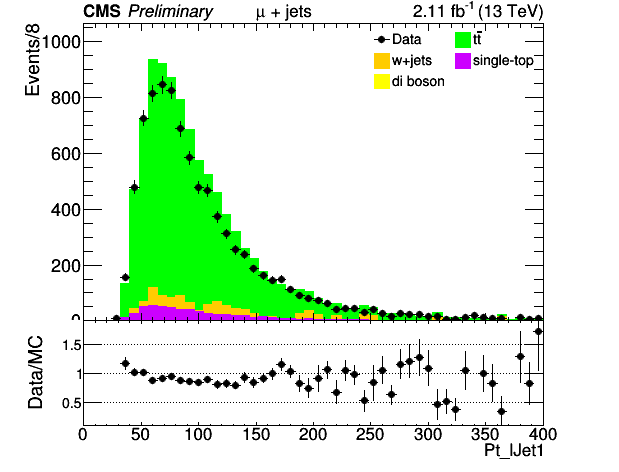 CMS Preliminary μ + jets 2.11 fb⁻¹ (13 TeV)
Events/8
1000
800
600
400
200
0
Data
tt̄
w+jets
single-top
di boson
Data/MC
1.5
1
0.5
0 50 100 150 200 250 300 350 400
Pt_lJet1